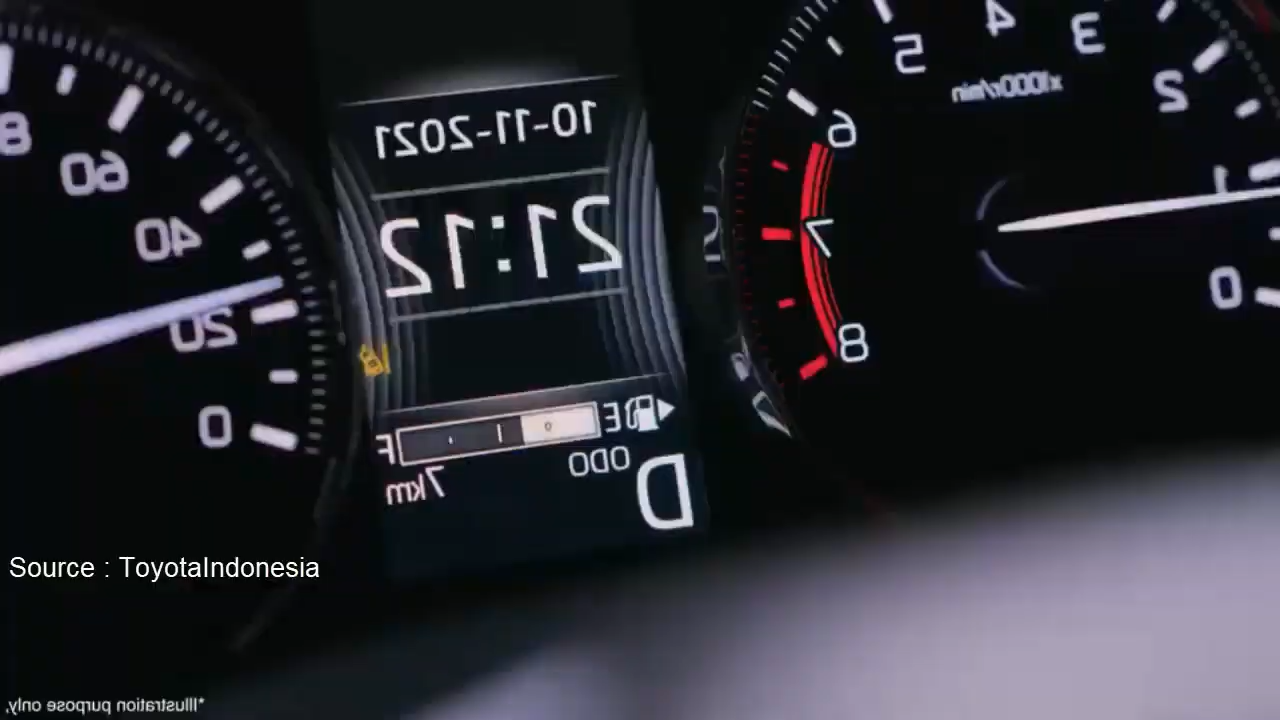 10-11-2021
21:12
E F
ODO
7km
D
8
60
40
20
0
5 4 3
x1000r/min
2
6
1
7
0
8
Source : ToyotaIndonesia
*Illustration purpose only,